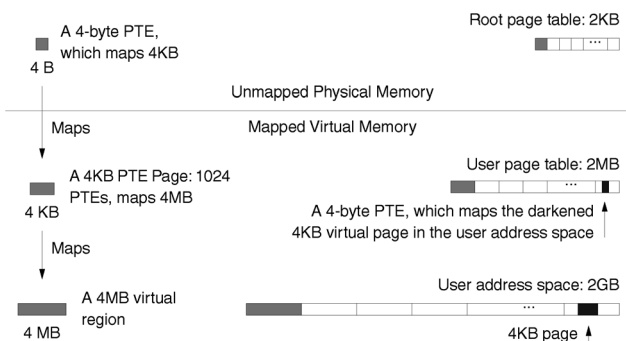 A 4-byte PTE,
which maps 4KB
4 B
Root page table: 2KB
...
Unmapped Physical Memory
Maps
Mapped Virtual Memory
A 4KB PTE Page: 1024
PTEs, maps 4MB
4 KB
User page table: 2MB
...
A 4-byte PTE, which maps the darkened
4KB virtual page in the user address space
Maps
A 4MB virtual
region
4 MB
User address space: 2GB
...
4KB page